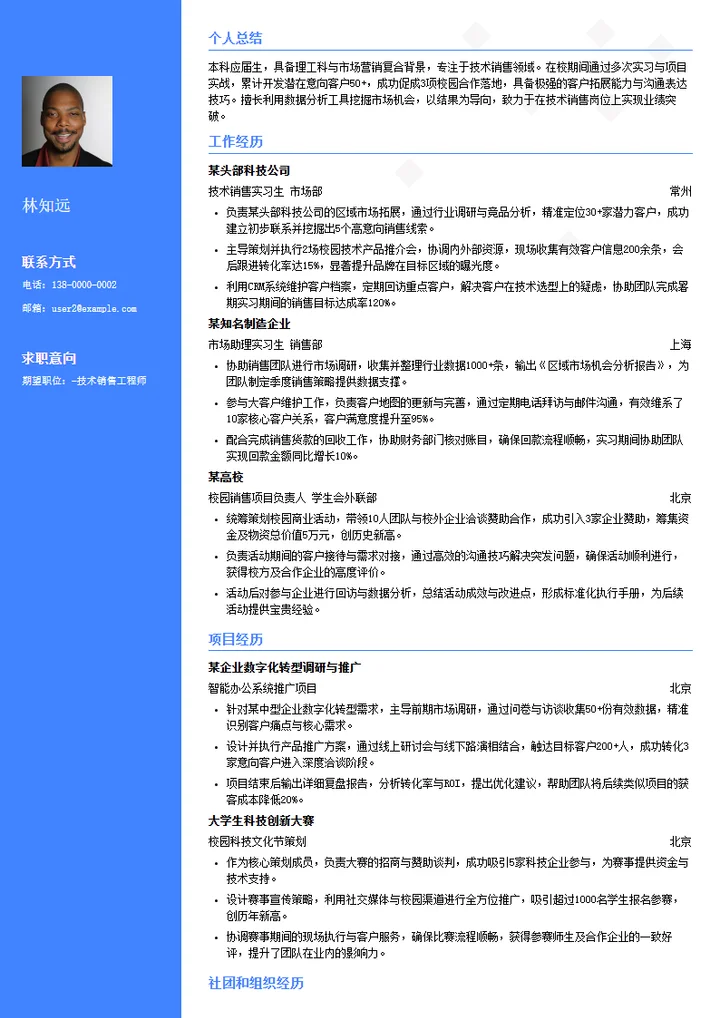 林知远
联系方式
电话：138-0000-0002
邮箱：user2@example.com
求职意向
期望职位：-技术销售工程师
个人总结
本科应届生，具备理工科与市场营销复合背景，专注于技术销售领域。在校期间通过多次实习与项目
实战，累计开发潜在意向客户50+，成功促成3项校园合作落地，具备极强的客户拓展能力与沟通表达
技巧。擅长利用数据分析工具挖掘市场机会，以结果为导向，致力于在技术销售岗位上实现业绩突
破。
工作经历
某头部科技公司
技术销售实习生 市场部 常州
• 负责某头部科技公司的区域市场拓展，通过行业调研与竞品分析，精准定位30+家潜力客户，成功
建立初步联系并挖掘出5个高意向销售线索。
• 主导策划并执行2场校园技术产品推介会，协调内外部资源，现场收集有效客户信息200余条，会
后跟进转化率达15%，显著提升品牌在目标区域的曝光度。
• 利用CRM系统维护客户档案，定期回访重点客户，解决客户在技术选型上的疑虑，协助团队完成署
期实习期间的销售目标达成率120%。
某知名制造企业
市场助理实习生 销售部 上海
• 协助销售团队进行市场调研，收集并整理行业数据1000+条，输出《区域市场机会分析报告》，为
团队制定季度销售策略提供数据支撑。
• 参与大客户维护工作，负责客户地图的更新与完善，通过定期电话拜访与邮件沟通，有效维系了
10家核心客户关系，客户满意度提升至95%。
• 配合完成销售货款的回收工作，协助财务部门核对账目，确保回款流程顺畅，实习期间协助团队
实现回款金额同比增长10%。
某高校
校园销售项目负责人 学生会外联部 北京
• 统筹策划校园商业活动，带领10人团队与校外企业洽谈赞助合作，成功引入3家企业赞助，筹集资
金及物资总价值5万元，创历史新高。
• 负责活动期间的客户接待与需求对接，通过高效的沟通技巧解决突发问题，确保活动顺利进行，
获得校方及合作企业的高度评价。
• 活动后对参与企业进行回访与数据分析，总结活动成效与改进点，形成标准化执行手册，为后续
活动提供宝贵经验。
项目经历
某企业数字化转型调研与推广
智能办公系统推广项目 北京
• 针对某中型企业数字化转型需求，主导前期市场调研，通过问卷与访谈收集50+份有效数据，精准
识别客户痛点与核心需求。
• 设计并执行产品推广方案，通过线上研讨会与线下路演相结合，触达目标客户200+人，成功转化3
家意向客户进入深度洽谈阶段。
• 项目结束后输出详细复盘报告，分析转化率与ROI，提出优化建议，帮助团队将后续类似项目的获
客成本降低20%。
大学生科技创新大赛
校园科技文化节策划 北京
• 作为核心策划成员，负责大赛的招商与赞助谈判，成功吸引5家科技企业参与，为赛事提供资金与
技术支持。
• 设计赛事宣传策略，利用社交媒体与校园渠道进行全方位推广，吸引超过1000名学生报名参赛，
创历年新高。
• 协调赛事期间的现场执行与客户服务，确保比赛流程顺畅，获得参赛师生及合作企业的一致好
评，提升了团队在业内的影响力。
社团和组织经历